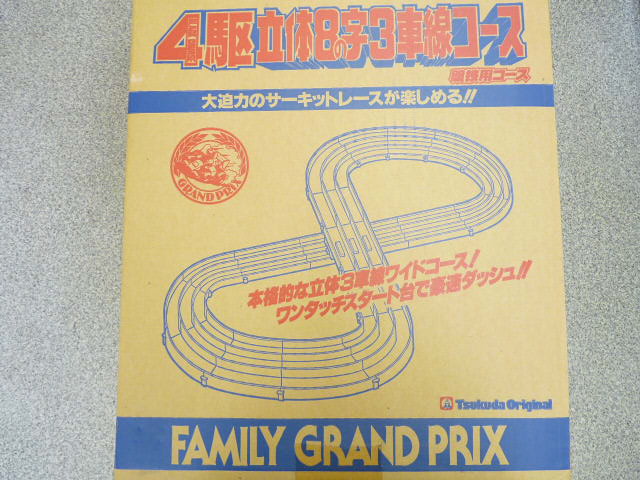 4駆立体8の字3車線コース
競技用コース
大迫力のサーキットレースが楽しめる!!
GRAND PRIX
本格的な立体3車線ワイドコース!
ワンタッチスタート台で豪速ダッシュ!!
Tsukuda Original
FAMILY GRAND PRIX